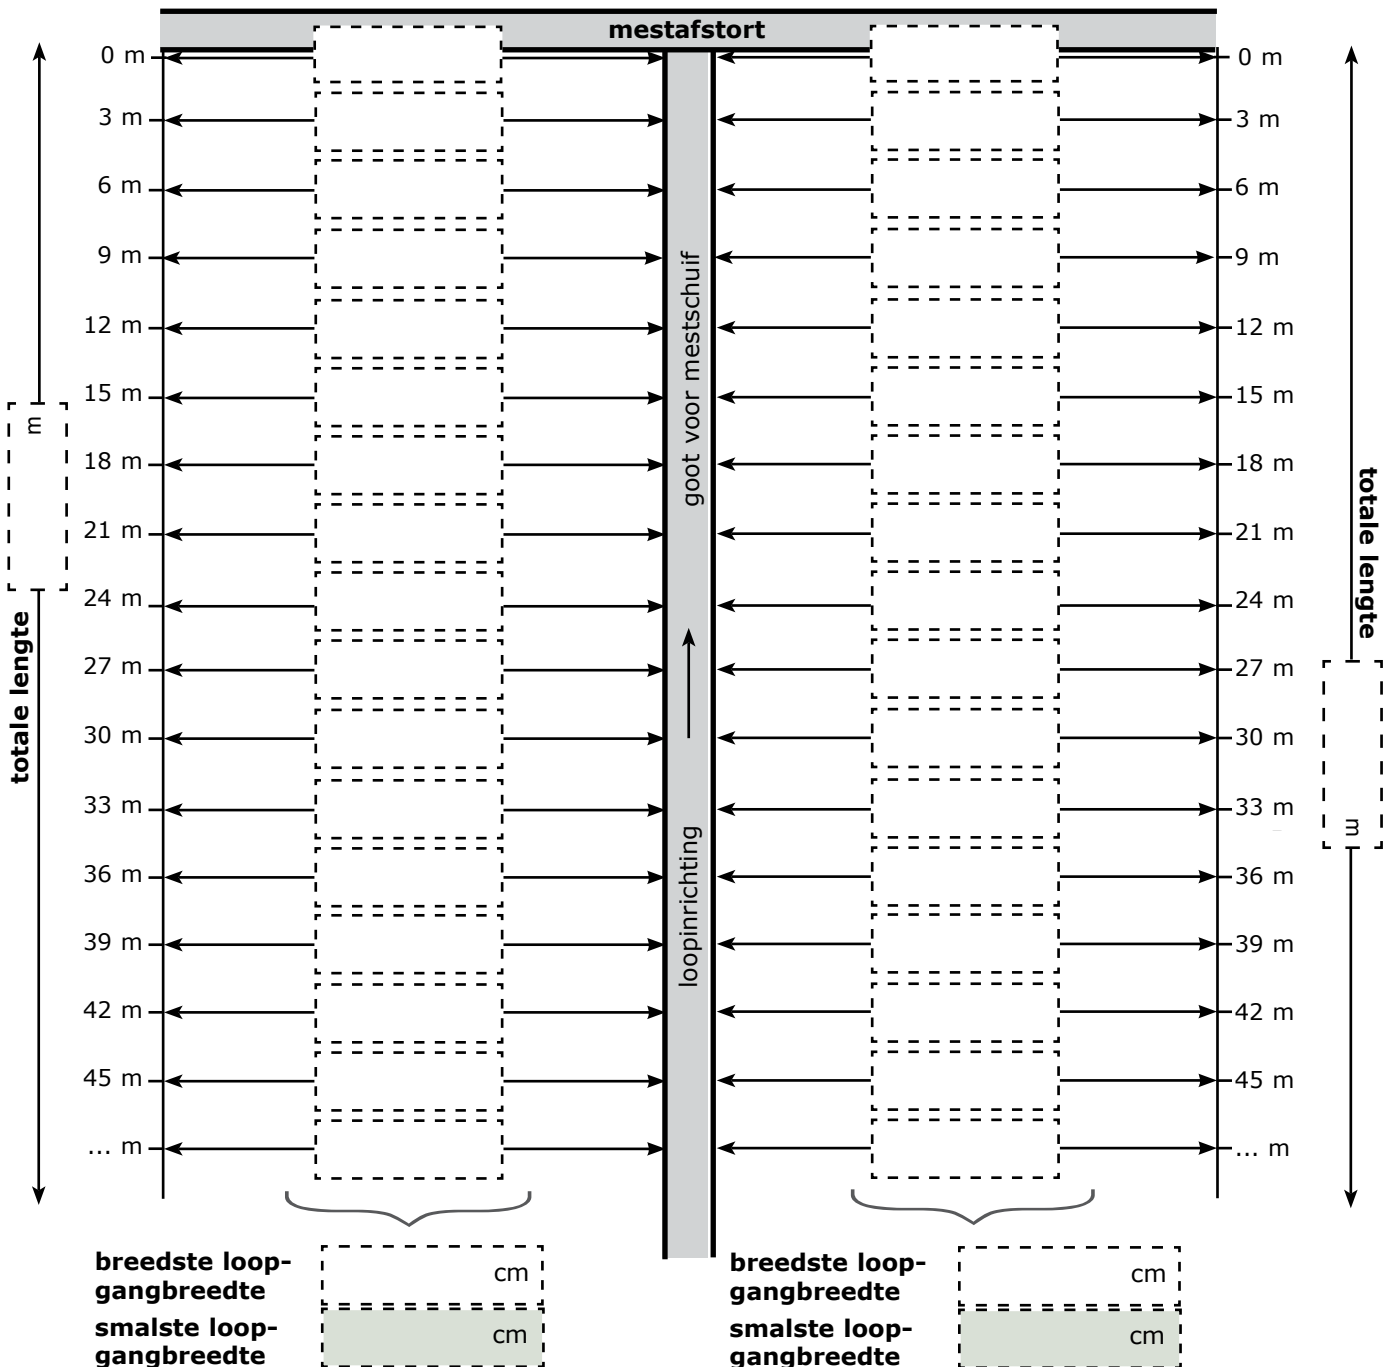 mestafstort
0 m 0 m
3 m 3 m
6 m 6 m
9 m 9 m
12 m 12 m
15 m 15 m
18 m 18 m
21 m 21 m
24 m 24 m
27 m 27 m
30 m 30 m
33 m 33 m
36 m 36 m
39 m 39 m
42 m 42 m
45 m 45 m
... m ... m
totale lengte
m
goot voor mestschuif
loopinrichting
totale lengte
m
breedste loop-
gangbreedte
cm
smalste loop-
gangbreedte
cm
breedste loop-
gangbreedte
cm
smalste loop-
gangbreedte
cm